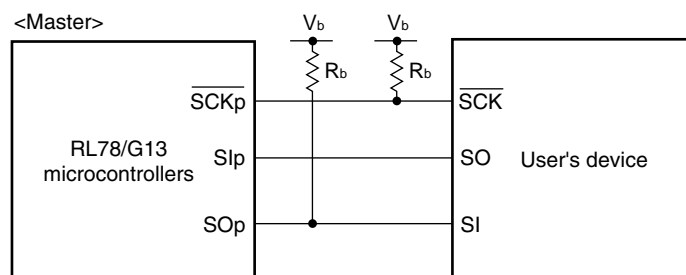 <Master>
Vb Vb
Rb Rb
SCKp SCK
RL78/G13
microcontrollers
SIp SO
User's device
SOp SI